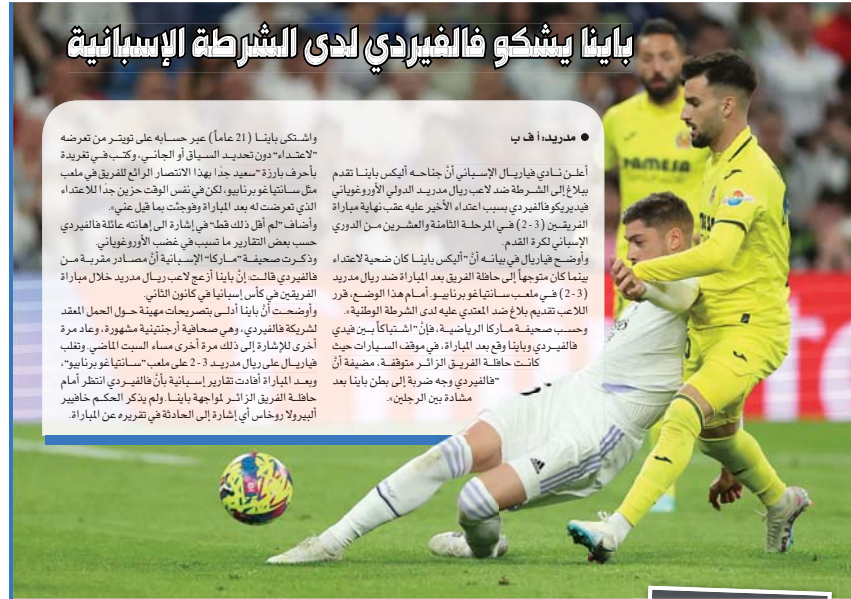 باينا يشكو فالفيردي لدى الشرطة الإسبانية
● مدريد: أ ف ب
أعلن نادي فياريال الإسباني أنّ جناحه أليكس باينا تقدم
ببلاغ إلى الشرطة ضد لاعب ريال مدريد الدولي الأوروغوياني
فيديريكو فالفيردي بسبب اعتداء الأخير عليه عقب نهاية مباراة
الفريقين (3-2) في المرحلة الثامنة والعشرين من الدوري
الإسباني لكرة القدم.
وأوضح فياريال في بيانه أنّ "أليكس باينا كان ضحية لاعتداء
بينما كان متوجهاً إلى حافلة الفريق بعد المباراة ضد ريال مدريد
(3-2) في ملعب سانتياغو برنابيو. أمام هذا الوضع، قرر
اللاعب تقديم بلاغ ضد المعتدي عليه لدى الشرطة الوطنية».
وحسب صحيفة ماركا الرياضية، فإنّ "اشتباكاً بين فيدي
فالفيردي وباينا وقع بعد المباراة، في موقف السيارات حيث
كانت حافلة الفريق الزائر متوقفة، مضيفة أنّ
"فالفيردي وجه ضربة إلى بطن باينا بعد
مشادة بين الرجلين».
واشتكى باينا (21 عاماً) عبر حسابه على تويتر من تعرضه
"لاعتداء" دون تحديد السياق أو الجاني، وكتب في تغريدة
بأحرف بارزة "سعيد جدًا بهذا الانتصار الرائع للفريق في ملعب
مثل سانتياغو برنابيو، لكن في نفس الوقت حزين جدًا للاعتداء
الذي تعرضت له بعد المباراة وفوجئت بما قيل عني».
وأضاف "لم أقل ذلك قط" في إشارة الى إهانته عائلة فالفيردي
حسب بعض التقارير ما تسبب في غضب الأوروغوياني.
وذكرت صحيفة "ماركا" الإسبانية أنّ مصادر مقربة من
فالفيردي قالت: إنّ باينا أزعج لاعب ريال مدريد خلال مباراة
الفريقين في كأس إسبانيا في كانون الثاني.
وأوضحت أنّ باينا أدلى بتصريحات مهينة حول الحمل المعقد
لشريكة فالفيردي، وهي صحافية أرجنتينية مشهورة، وعاد مرة
أخرى للإشارة إلى ذلك مرة أخرى مساء السبت الماضي. وتغلب
فياريال على ريال مدريد 3-2 على ملعب "سانتياغو برنابيو"،
وبعد المباراة أفادت تقارير إسبانية بأنّ فالفيردي انتظر أمام
حافلة الفريق الزائر لمواجهة باينا. ولم يذكر الحكم خافيير
ألبيرولا روخاس أي إشارة إلى الحادثة في تقريره عن المباراة.
PAMESA